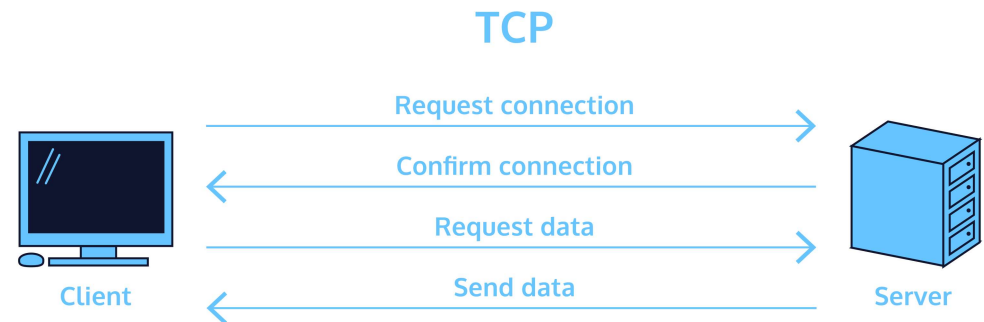 TCP
Request connection
Confirm connection
Request data
Send data
Client
Server